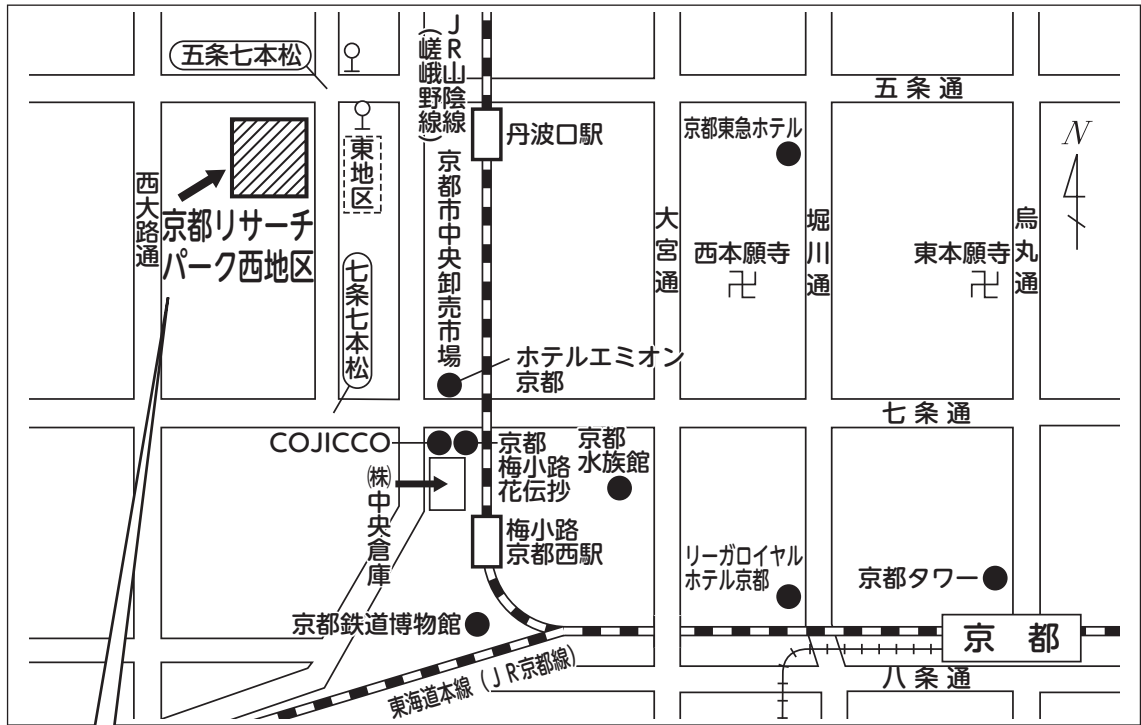 五条七本松
JR山陰線
(嵯峨野線)
五条通
丹波口駅
京都東急ホテル
N
東地区
西大路通
京都リサーチ
パーク西地区
京都市中央卸売市場
大宮通
西本願寺
卍
堀川通
東本願寺
卍
烏丸通
七条七本松
ホテルエミオン
京都
七条通
COJICCO
京都
梅小路
花伝抄
京都
水族館
㈱中央倉庫
梅小路
京都西駅
リーガロイヤル
ホテル京都
京都タワー
京都鉄道博物館
京都
東海道本線(JR京都線)
八条通